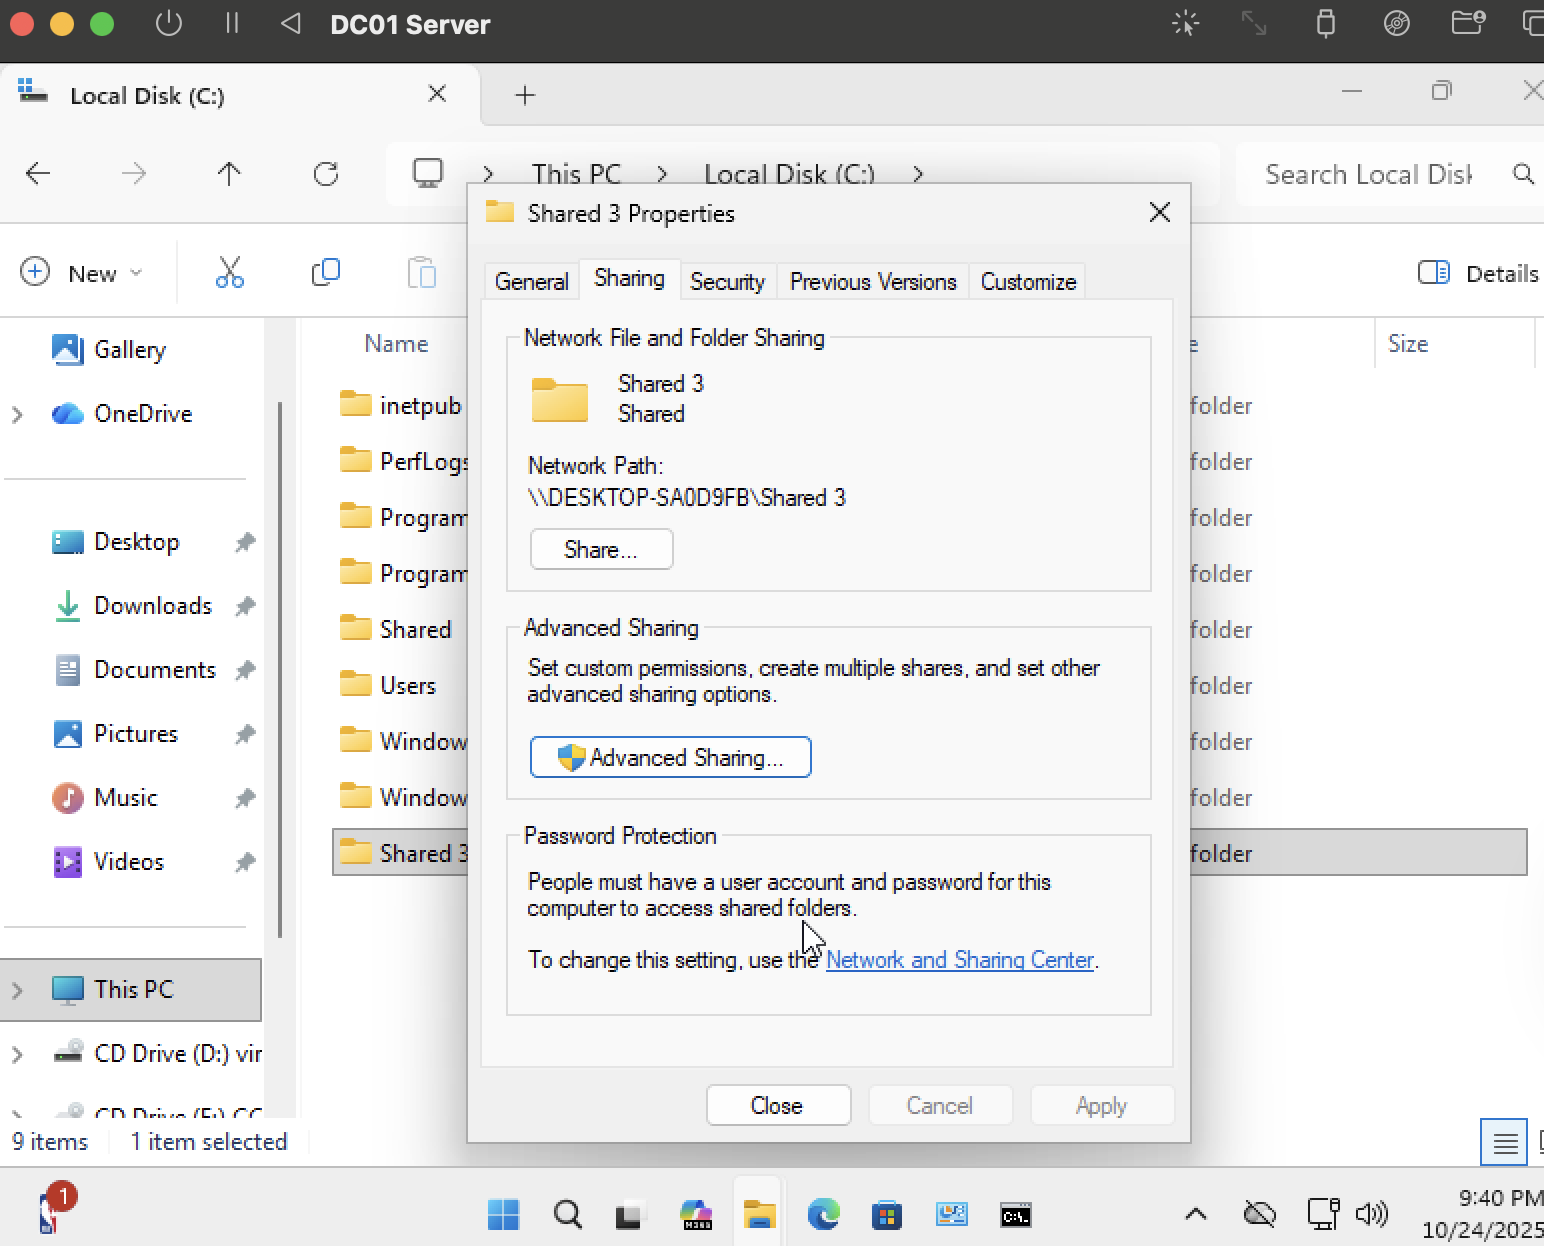 DC01 Server
Local Disk (C:)
This PC
Local Disk (C:)
Search Local Disk
Shared 3 Properties
New
Details
General
Sharing
Security
Previous Versions
Customize
Gallery
OneDrive
Desktop
Downloads
Documents
Pictures
Music
Videos
This PC
CD Drive (D:) vir
CD Drive (E:) CC
Name
Size
inetpub
folder
PerfLogs
folder
Program
folder
Program
folder
Shared
folder
Users
folder
Window
folder
Window
folder
Shared 3
folder
Network File and Folder Sharing
Shared 3
Shared
Network Path:
\\DESKTOP-SA0D9FB\Shared 3
Share...
Advanced Sharing
Set custom permissions, create multiple shares, and set other
advanced sharing options.
Advanced Sharing...
Password Protection
People must have a user account and password for this
computer to access shared folders.
To change this setting, use the Network and Sharing Center.
Close
Cancel
Apply
9 items
1 item selected
1
M365
C:\.
9:40 PM
10/24/2025